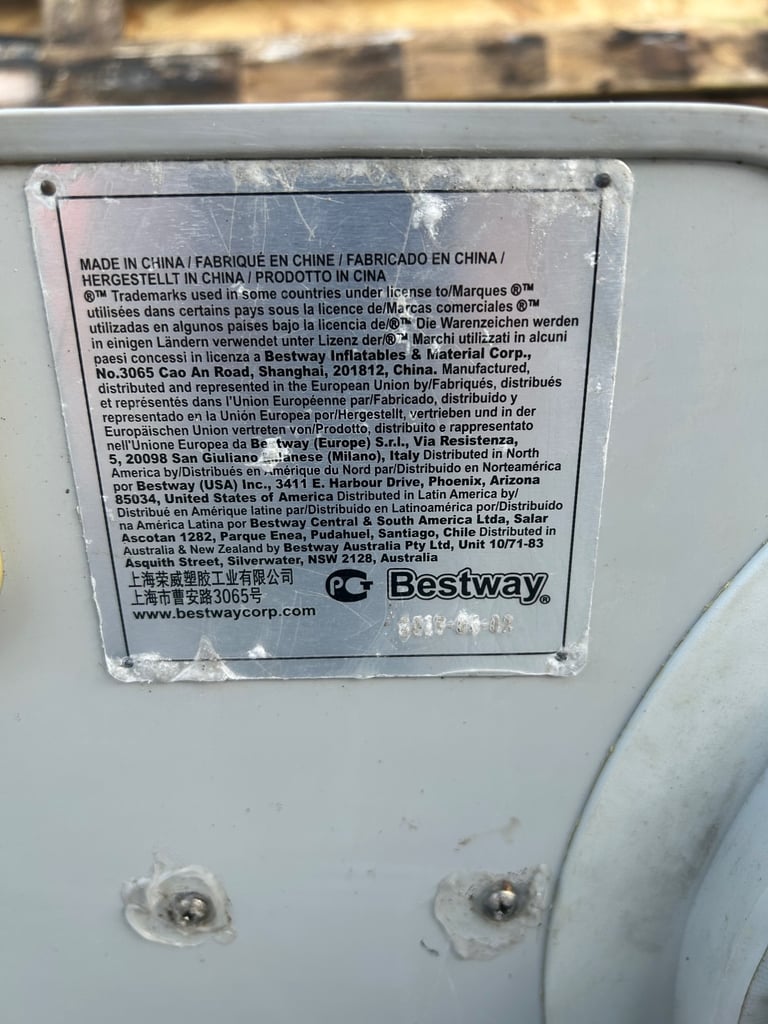 MADE IN CHINA / FABRIQUÉ EN CHINE / FABRICADO EN CHINA /
HERGESTELLT IN CHINA / PRODOTTO IN CINA
®™ Trademarks used in some countries under license to/Marques ®™
utilisées dans certains pays sous la licence de/Marcas comerciales ®™
utilizadas en algunos países bajo la licencia de/®™ Die Warenzeichen werden
in einigen Ländern verwendet unter Lizenz der/®™ Marchi utilizzati in alcuni
paesi concessi in licenza a Bestway Inflatables & Material Corp.,
No.3065 Cao An Road, Shanghai, 201812, China. Manufactured,
distributed and represented in the European Union by/Fabriqués, distribués
et représentés dans l'Union Européenne par/Fabricado, distribuido y
representado en la Unión Europea por/Hergestellt, vertrieben und in der
Europäischen Union vertreten von/Prodotto, distribuito e rappresentato
nell'Unione Europea da Bestway (Europe) S.r.l., Via Resistenza,
5, 20098 San Giuliano (Milano), Italy Distributed in North
America by/Distribués en Amérique du Nord par/Distribuido en Norteamérica
por Bestway (USA) Inc., 3411 E. Harbour Drive, Phoenix, Arizona
85034, United States of America Distributed in Latin America by/
Distribué en Amérique latine par/Distribuido en Latinoamérica por/Distribuido
na América Latina por Bestway Central & South America Ltda, Salar
Ascotan 1282, Parque Enea, Pudahuel, Santiago, Chile Distributed in
Australia & New Zealand by Bestway Australia Pty Ltd, Unit 10/71-83
Asquith Street, Silverwater, NSW 2128, Australia
上海荣威塑胶工业有限公司
上海市曹安路3065号
www.bestwaycorp.com
PCT Bestway®